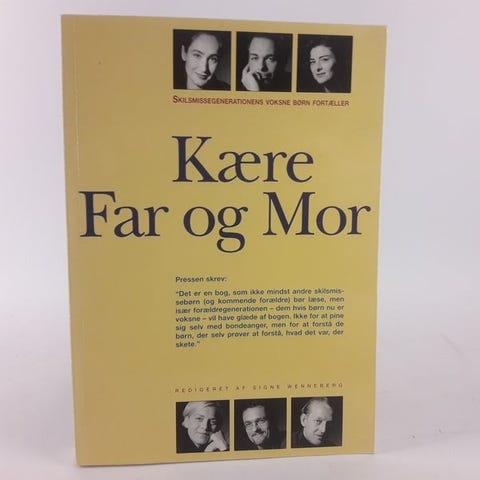 SKILSMISSEGENERATIONENS VOKSNE BØRN FORTÆLLER
Kære
Far og Mor
Pressen skrev:
"Det er en bog, som ikke mindst andre skilsmis-
sebørn (og kommende forældre) bør læse, men
især forældregenerationen – dem hvis børn nu er
voksne – vil have glæde af bogen. Ikke for at pine
sig selv med bondeanger, men for at forstå de
børn, der selv prøver at forstå, hvad det var, der
skete."
REDIGERET AF SIGNE WENNEBERG